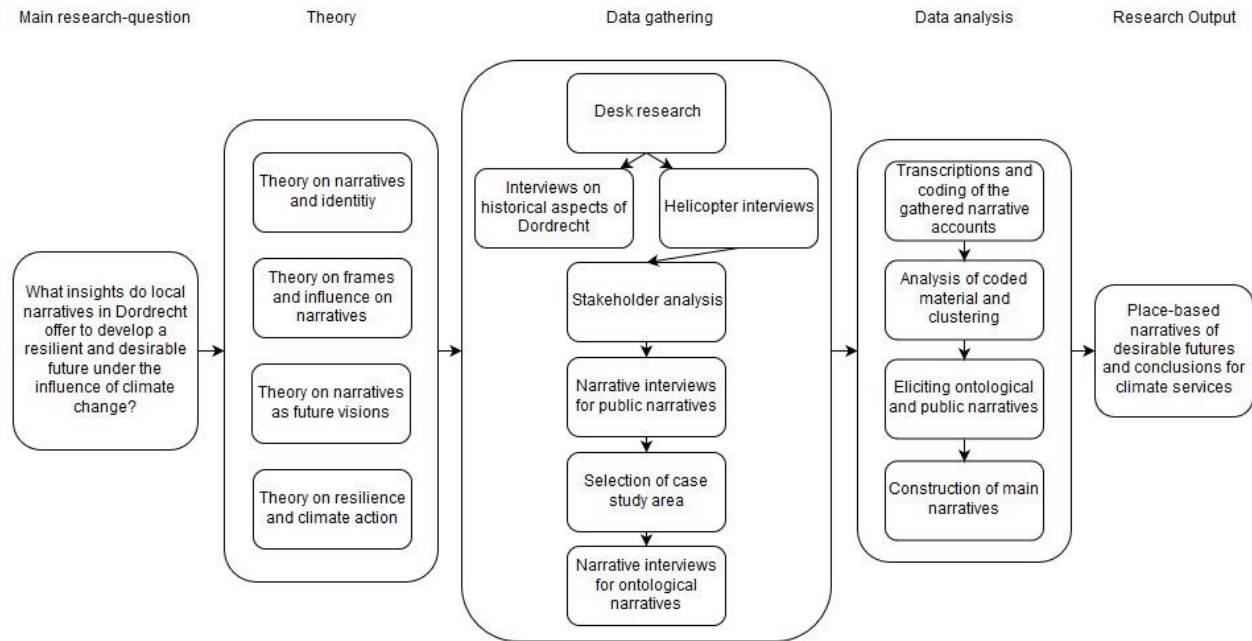 Main research-question
Theory
Data gathering
Data analysis
Research Output
What insights do local
narratives in Dordrecht
offer to develop a
resilient and desirable
future under the
influence of climate
change?
Theory on narratives
and identitiy
Theory on frames
and influence on
narratives
Theory on narratives
as future visions
Theory on resilience
and climate action
Desk research
Interviews on
historical aspects of
Dordrecht
Helicopter interviews
Stakeholder analysis
Narrative interviews
for public narratives
Selection of case
study area
Narrative interviews
for ontological
narratives
Transcriptions and
coding of the
gathered narrative
accounts
Analysis of coded
material and
clustering
Eliciting ontological
and public narratives
Construction of main
narratives
Place-based
narratives of
desirable futures
and conclusions for
climate services